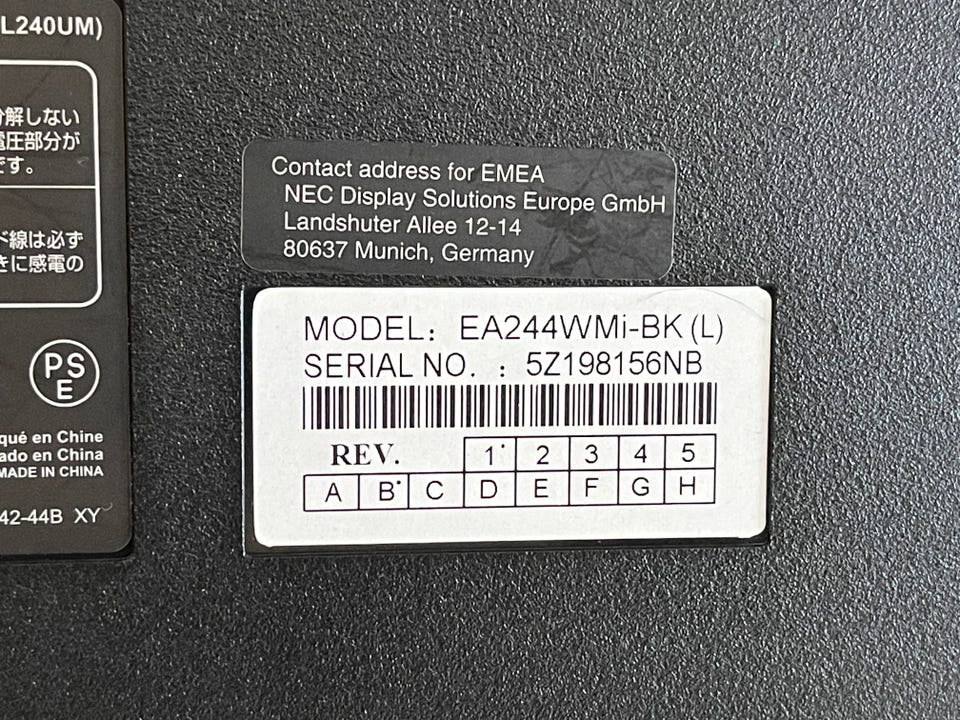 L240UM)
分解しない
電圧部分が
です。
ド線は必ず
きに感電の
PS
E
qué en Chine
ado en China
MADE IN CHINA
42-44B XY
Contact address for EMEA
NEC Display Solutions Europe GmbH
Landshuter Allee 12-14
80637 Munich, Germany
MODEL: EA244WMi-BK (L)
SERIAL NO. : 5Z198156NB
REV. 1 2 3 4 5
A B C D E F G H